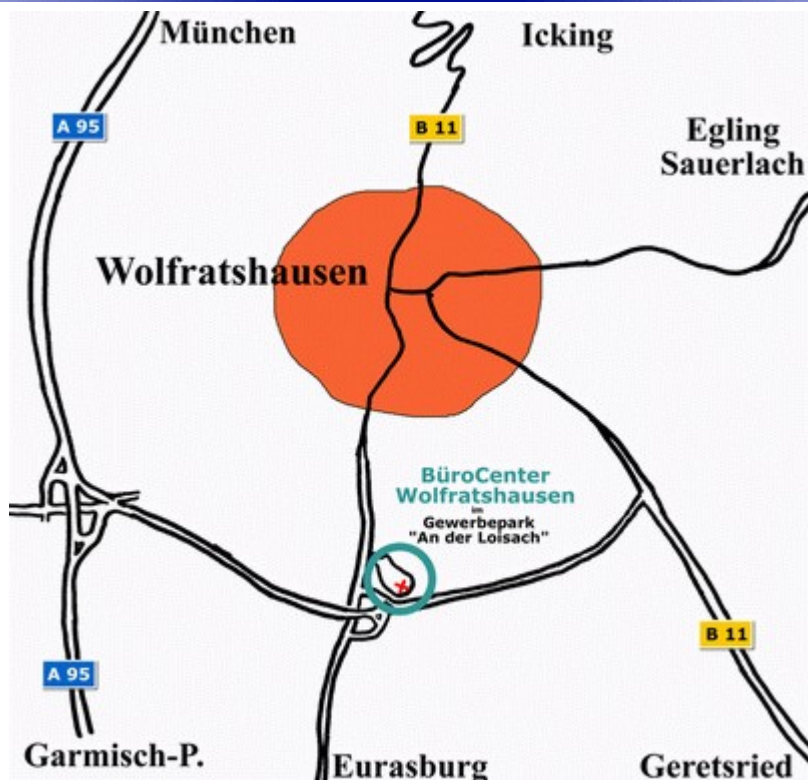 München
Icking
A 95
B 11
Egling
Sauerlach
Wolfratshausen
BüroCenter
Wolfratshausen
im
Gewerbepark
"An der Loisach"
B 11
A 95
Garmisch-P.
Eurasburg
Geretsried